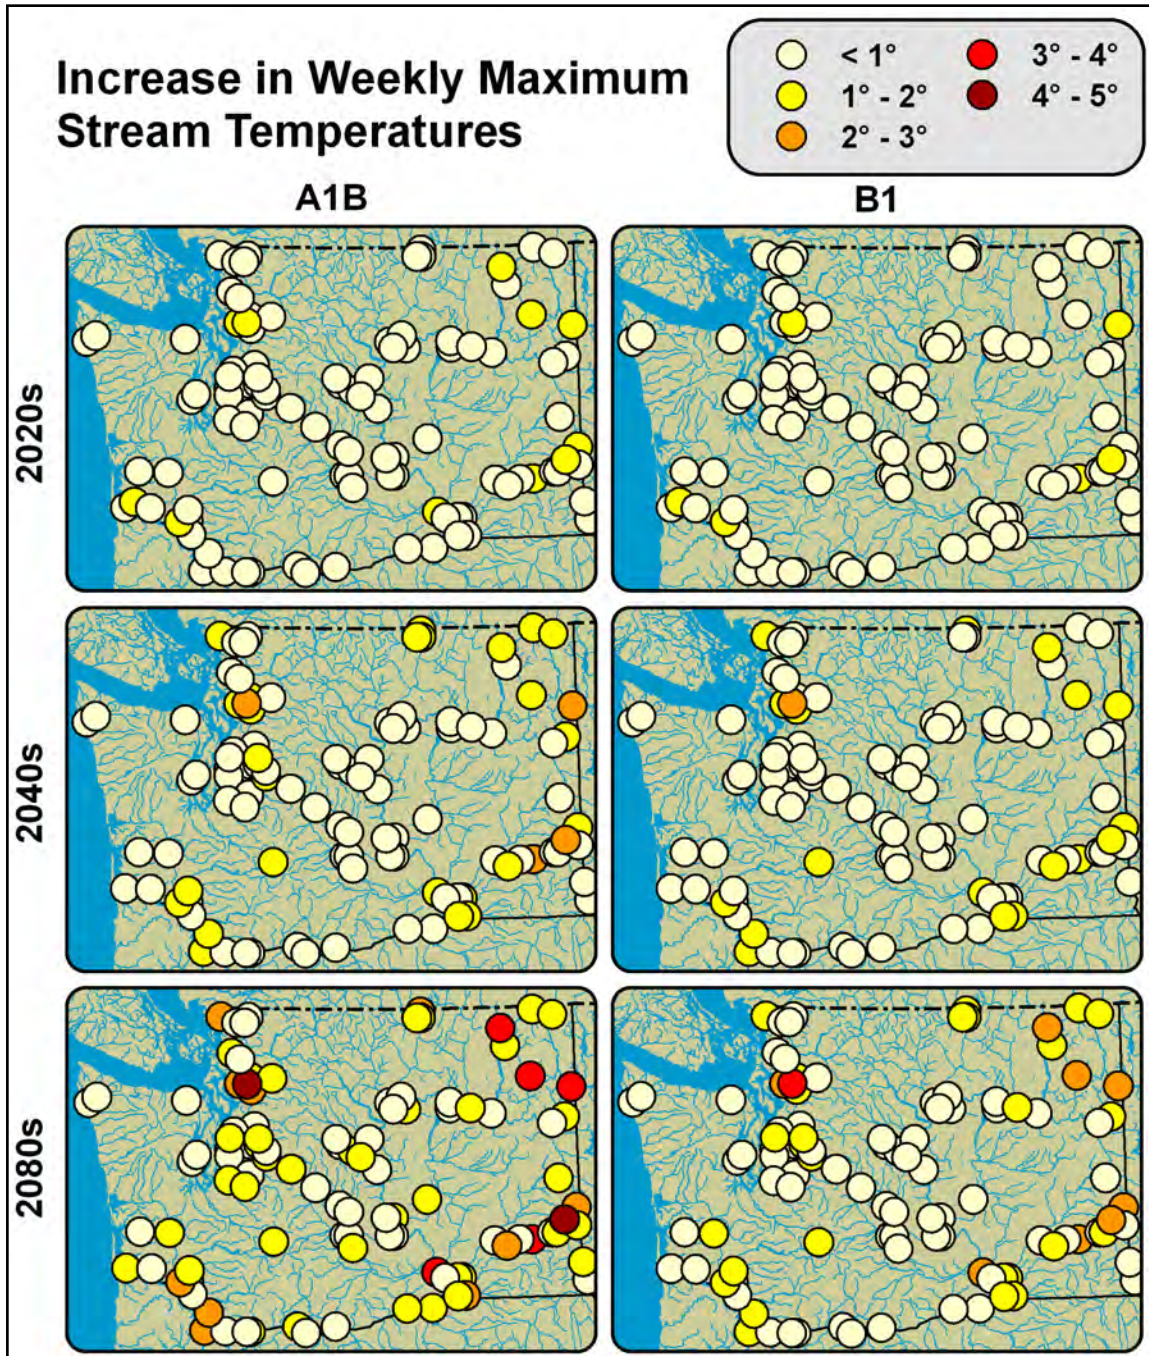 Increase in Weekly Maximum
Stream Temperatures
< 1°
1° - 2°
2° - 3°
3° - 4°
4° - 5°
A1B
B1
2020s
2040s
2080s